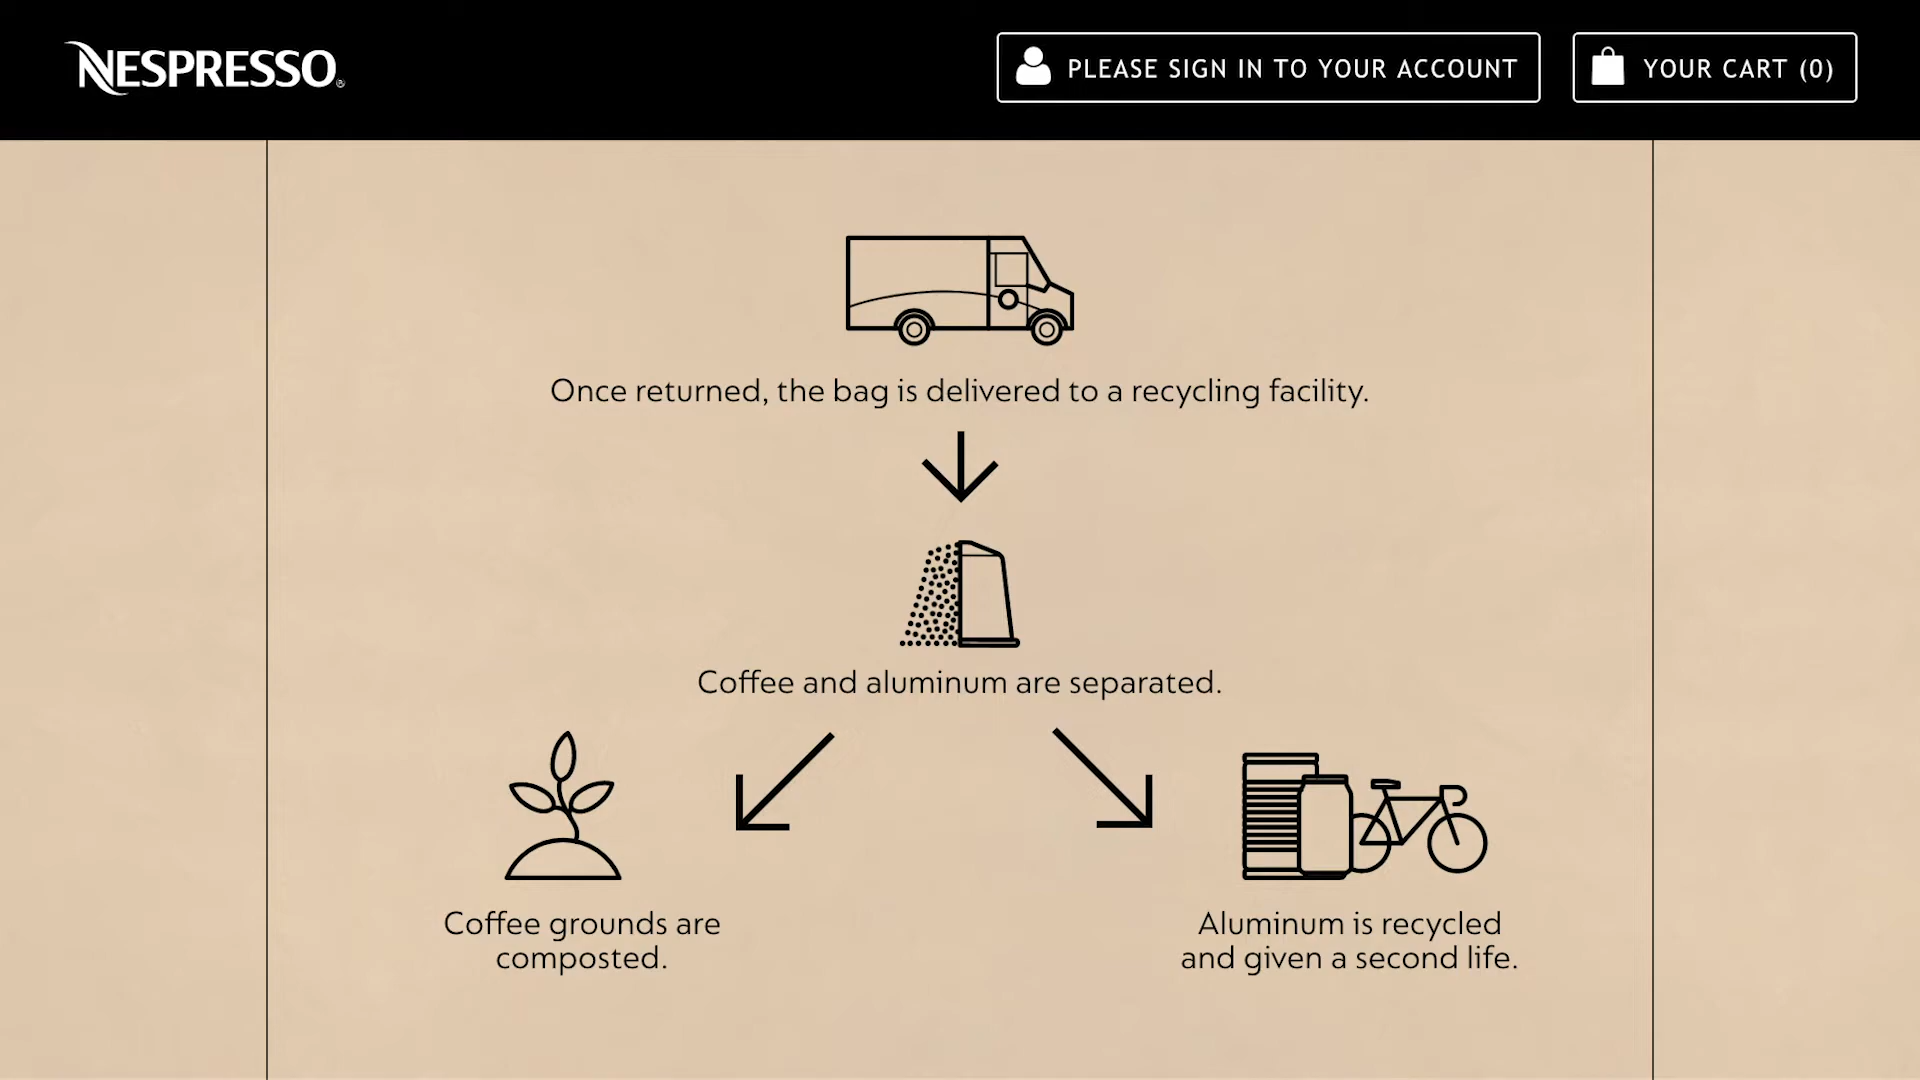 NESPRESSO
PLEASE SIGN IN TO YOUR ACCOUNT
YOUR CART (0)
Once returned, the bag is delivered to a recycling facility.
Coffee and aluminum are separated.
Coffee grounds are
composted.
Aluminum is recycled
and given a second life.